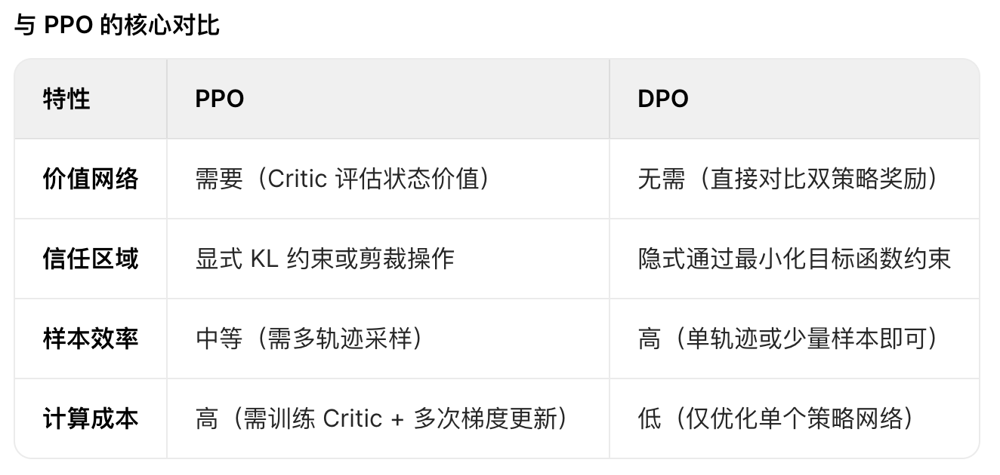 与 PPO 的核心对比
特性 PPO DPO
价值网络 需要（Critic 评估状态价值） 无需（直接对比双策略奖励）
信任区域 显式 KL 约束或剪裁操作 隐式通过最小化目标函数约束
样本效率 中等（需多轨迹采样） 高（单轨迹或少量样本即可）
计算成本 高（需训练 Critic + 多次梯度更新） 低（仅优化单个策略网络）